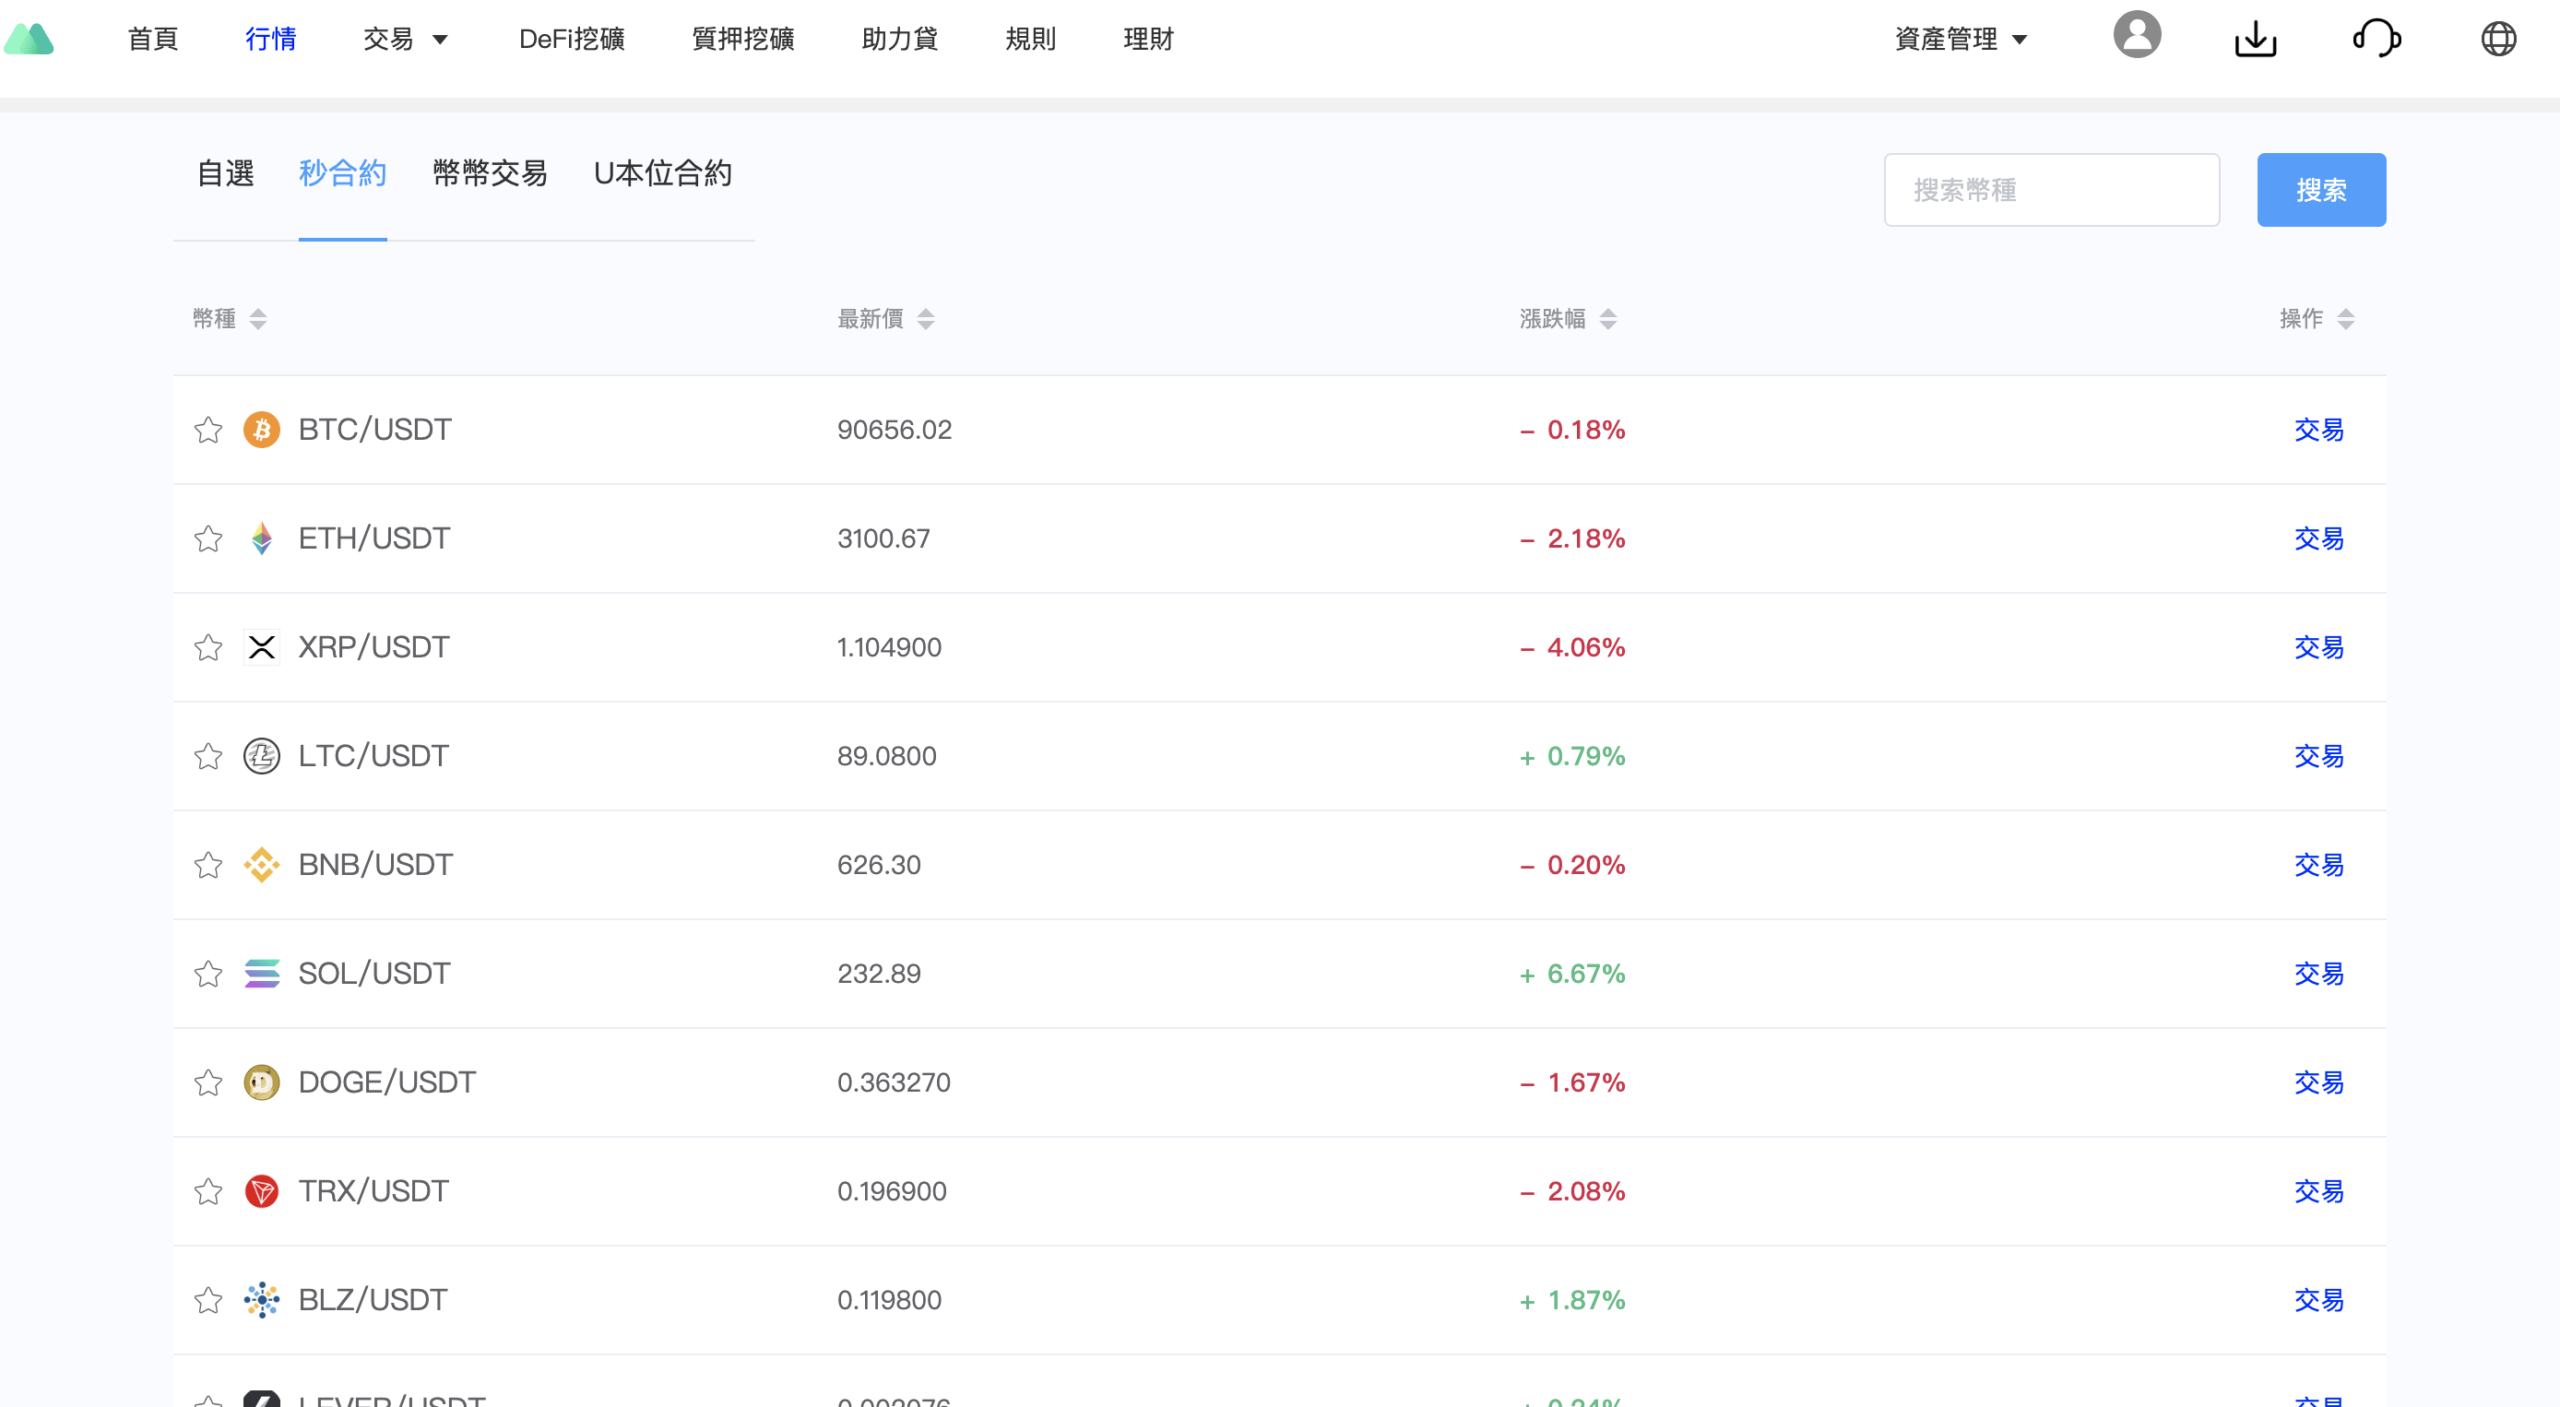 首頁 行情 交易 DeFi挖礦 質押挖礦 助力貸 規則 理財 資產管理
自選 秒合約 幣幣交易 U本位合約 搜索幣種 搜索
幣種 最新價 漲跌幅 操作
BTC/USDT 90656.02 - 0.18% 交易
ETH/USDT 3100.67 - 2.18% 交易
XRP/USDT 1.104900 - 4.06% 交易
LTC/USDT 89.0800 + 0.79% 交易
BNB/USDT 626.30 - 0.20% 交易
SOL/USDT 232.89 + 6.67% 交易
DOGE/USDT 0.363270 - 1.67% 交易
TRX/USDT 0.196900 - 2.08% 交易
BLZ/USDT 0.119800 + 1.87% 交易
LEVER/USDT 交易